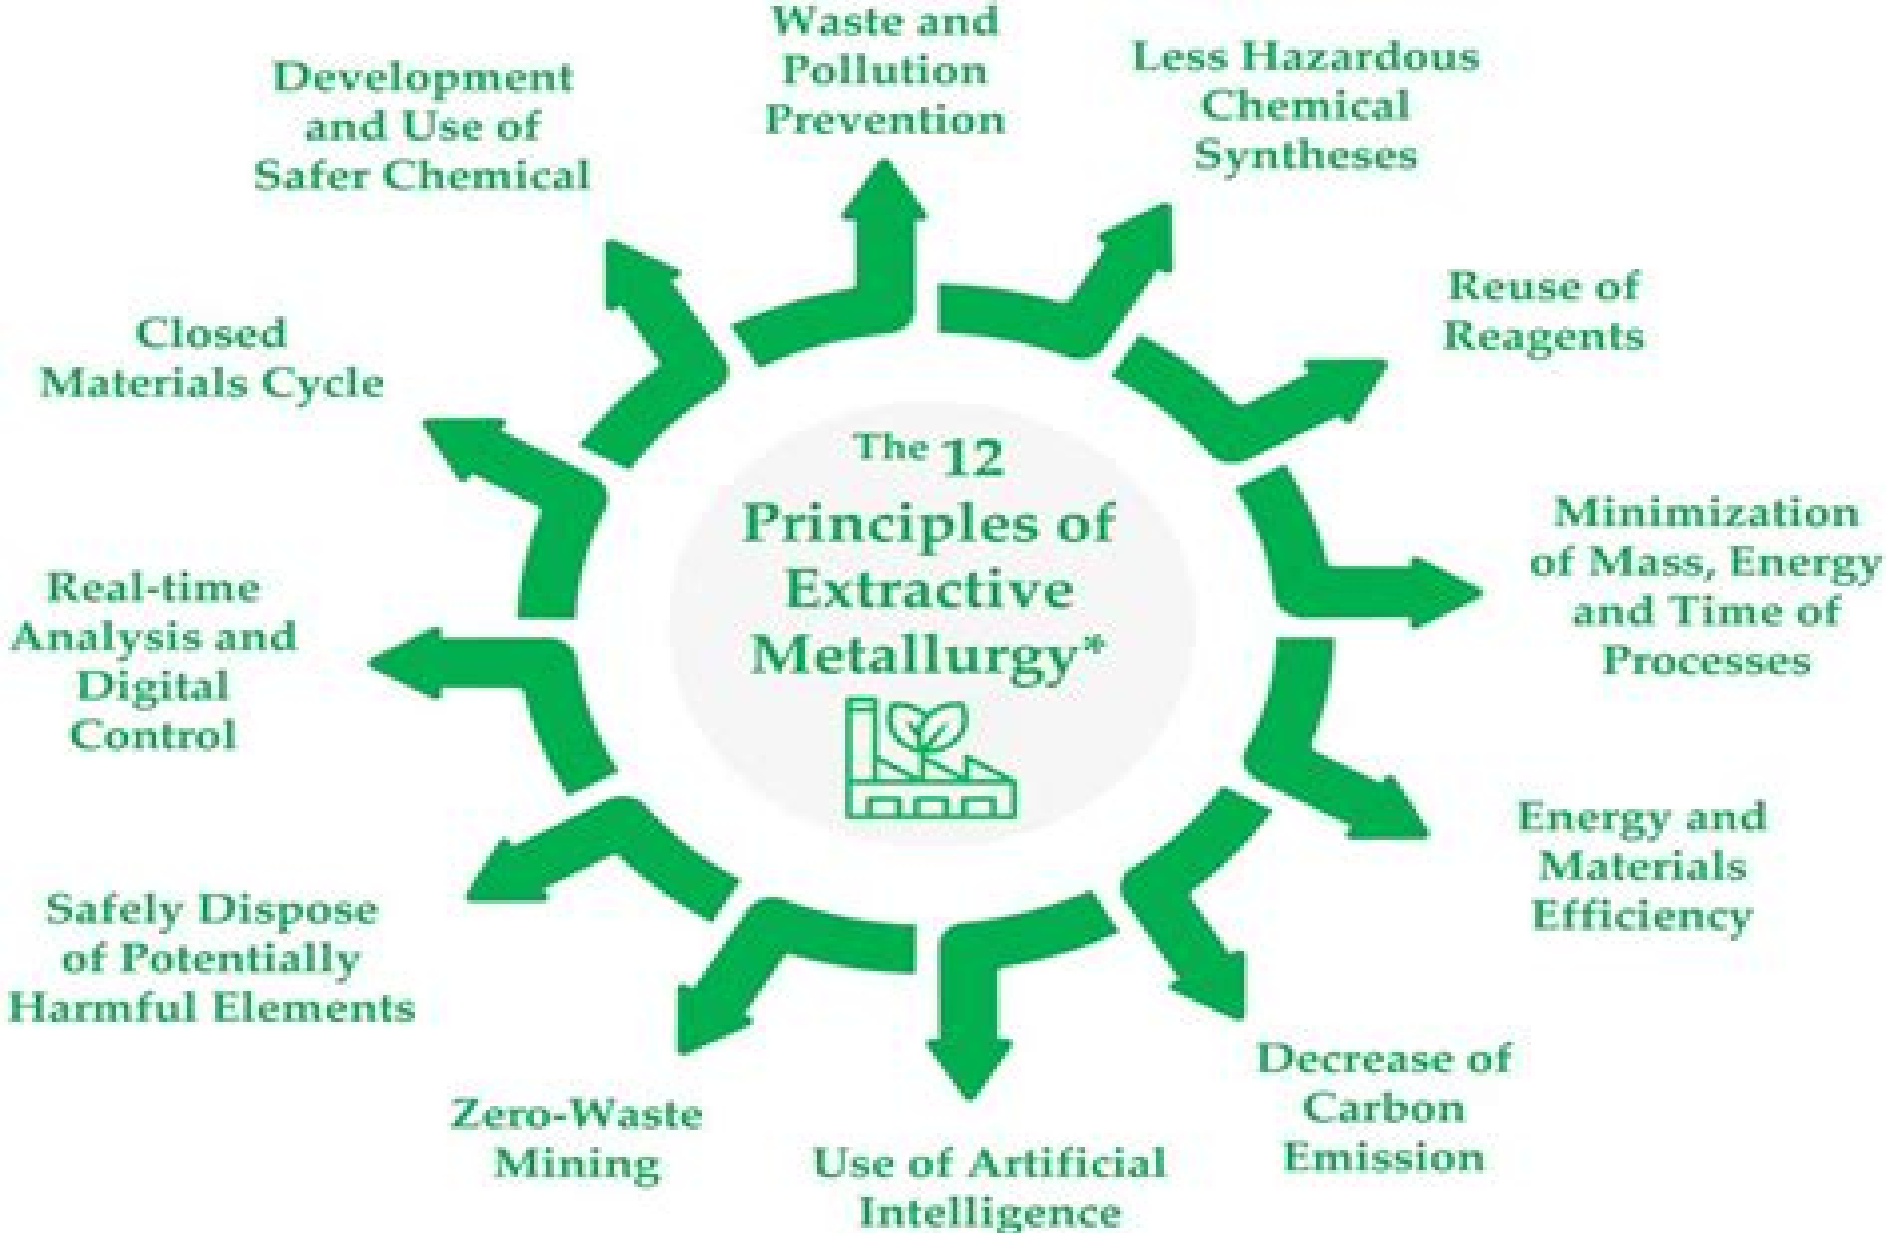 The 12
Principles of
Extractive
Metallurgy*
Waste and
Pollution
Prevention
Less Hazardous
Chemical
Syntheses
Reuse of
Reagents
Minimization
of Mass, Energy
and Time of
Processes
Energy and
Materials
Efficiency
Decrease of
Carbon
Emission
Use of Artificial
Intelligence
Zero-Waste
Mining
Safely Dispose
of Potentially
Harmful Elements
Real-time
Analysis and
Digital
Control
Closed
Materials Cycle
Development
and Use of
Safer Chemical